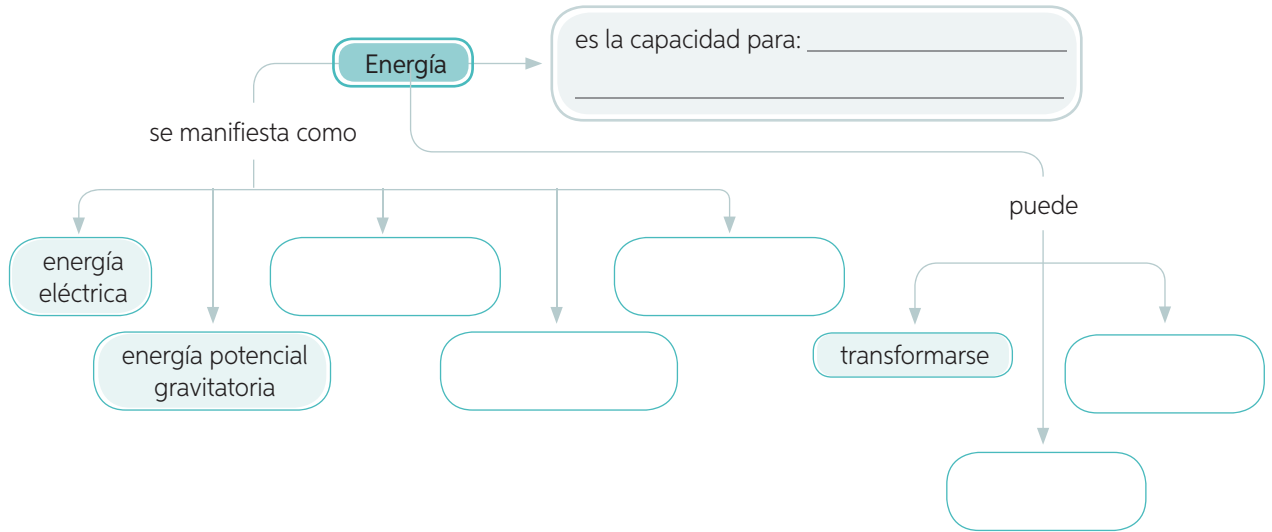 Energía
es la capacidad para:
se manifiesta como
puede
energía
eléctrica
energía potencial
gravitatoria
transformarse